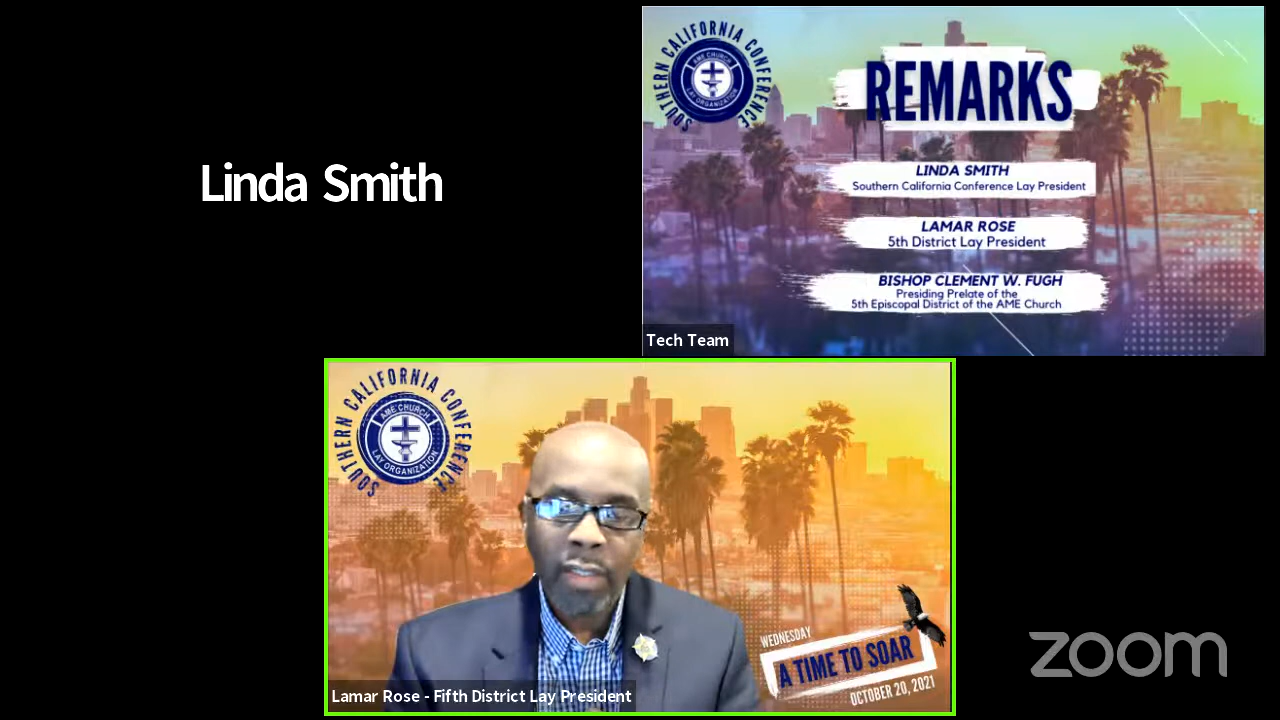 Linda Smith
SOUTHERN CALIFORNIA CONFERENCE
AME CHURCH
LAY ORGANIZATION
REMARKS
LINDA SMITH
Southern California Conference Lay President
LAMAR ROSE
5th District Lay President
BISHOP CLEMENT W. FUGH
Presiding Prelate of the
5th Episcopal District of the AME Church
Tech Team
SOUTHERN CALIFORNIA CONFERENCE
AME CHURCH
LAY ORGANIZATION
WEDNESDAY
A TIME TO SOAR
OCTOBER 20, 2021
Lamar Rose - Fifth District Lay President
zoom